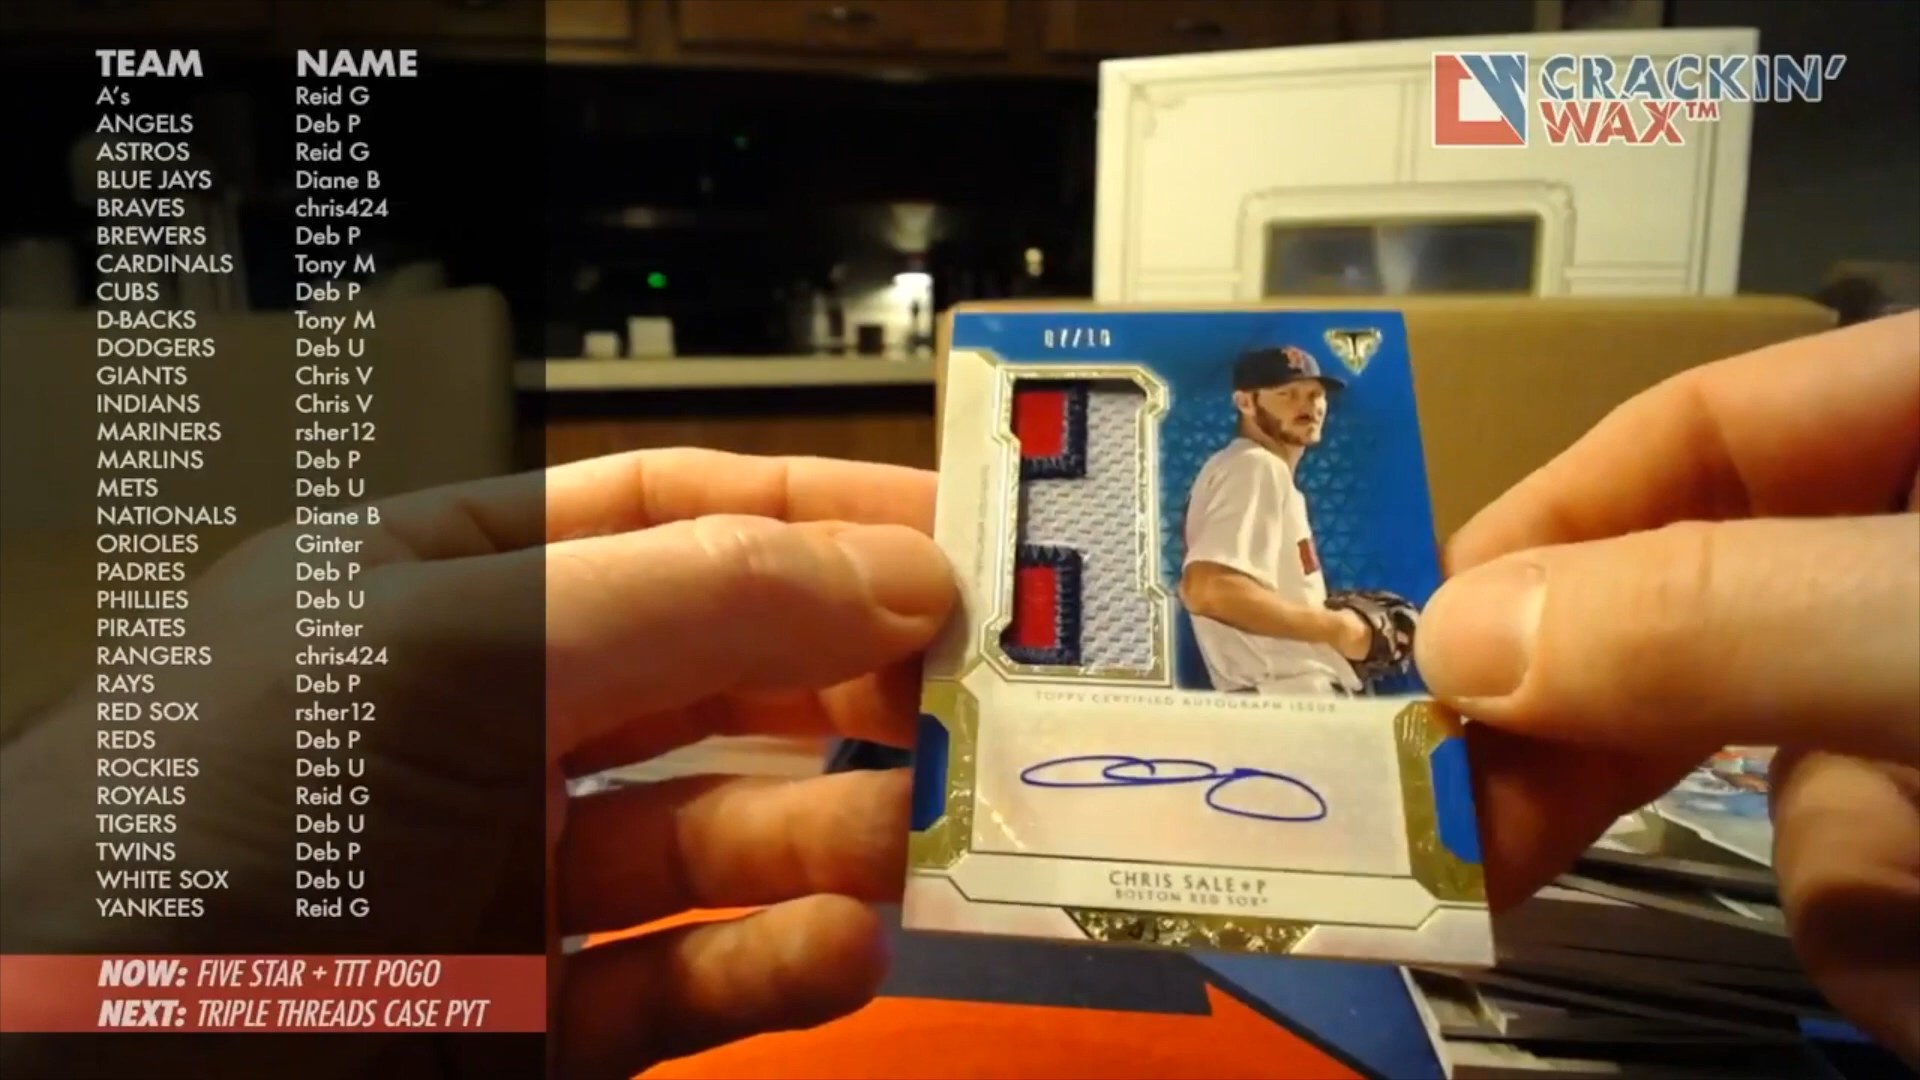 TEAM NAME
A's Reid G
ANGELS Deb P
ASTROS Reid G
BLUE JAYS Diane B
BRAVES chris424
BREWERS Deb P
CARDINALS Tony M
CUBS Deb P
D-BACKS Tony M
DODGERS Deb U
GIANTS Chris V
INDIANS Chris V
MARINERS rsher12
MARLINS Deb P
METS Deb U
NATIONALS Diane B
ORIOLES Ginter
PADRES Deb P
PHILLIES Deb U
PIRATES Ginter
RANGERS chris424
RAYS Deb P
RED SOX rsher12
REDS Deb P
ROCKIES Deb U
ROYALS Reid G
TIGERS Deb U
TWINS Deb P
WHITE SOX Deb U
YANKEES Reid G
NOW: FIVE STAR + TTT POGO
NEXT: TRIPLE THREADS CASE PYT
CRACKIN'
WAX™
07/10
TOPPS CERTIFIED AUTOGRAPH ISSUE
CHRIS SALE • P
BOSTON RED SOX®